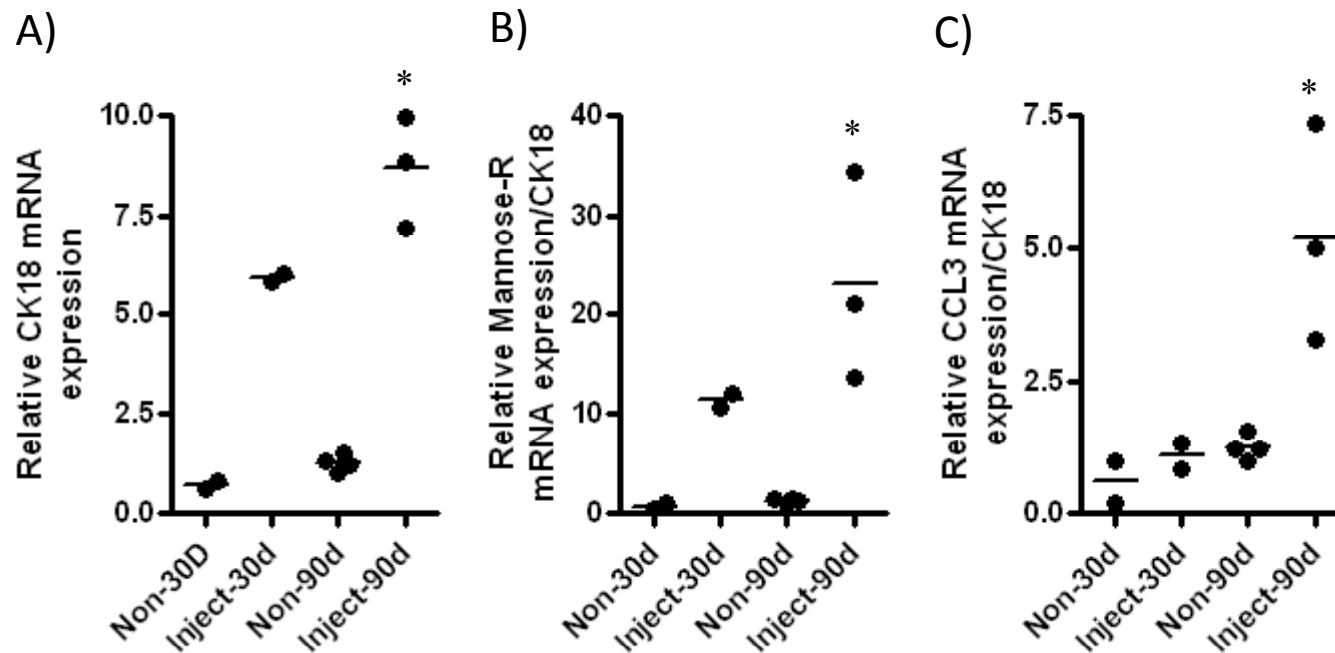 A)
Relative CK18 mRNA
expression
10.0
7.5
5.0
2.5
0.0
*
Non-30D
Inject-30d
Non-90d
Inject-90d
B)
Relative Mannose-R
mRNA expression/CK18
40
30
20
10
0
*
Non-30d
Inject-30d
Non-90d
Inject-90d
C)
Relative CCL3 mRNA
expression/CK18
7.5
5.0
2.5
0.0
*
Non-30d
Inject-30d
Non-90d
Inject-90d